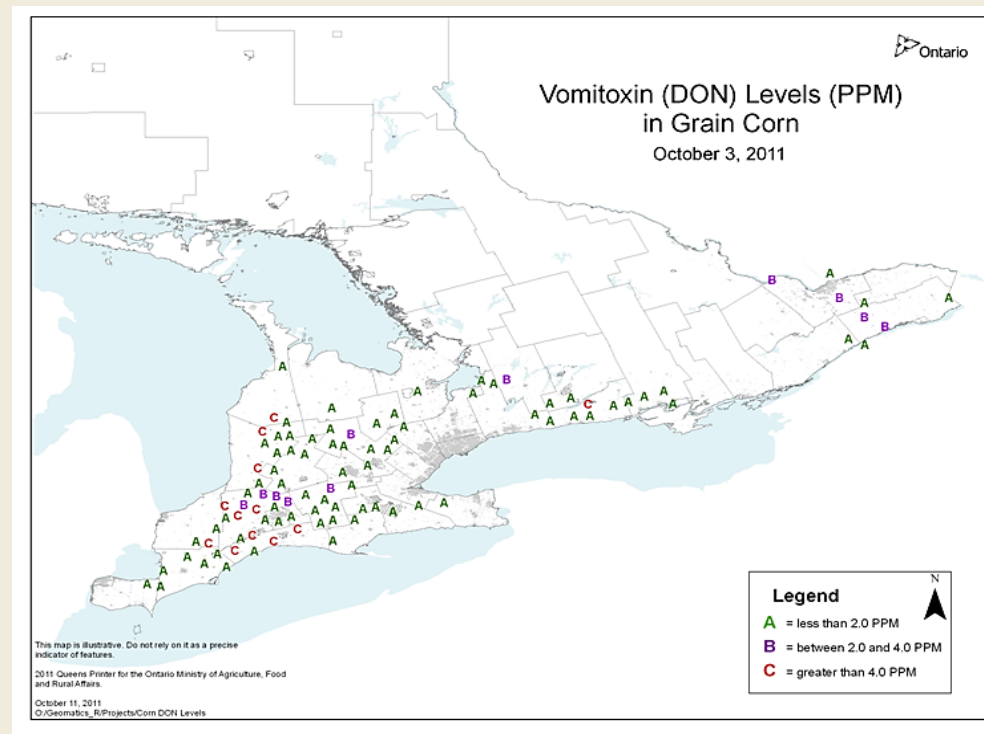 Ontario
Vomitoxin (DON) Levels (PPM)
in Grain Corn
October 3, 2011
B
A
B
A
A
B
B
A
A
A
A
A
B
A
A
A
A
A
C
A
A
A
A
A
A
A
A
A
A
A
C
A
A
A
A
C
A
B
A
A
A
A
A
A
A
A
A
A
A
A
C
A
A
A
A
A
A
B
A
B
B
B
B
A
A
A
C
C
A
A
A
A
A
A
A
A
A
C
A
A
A
A
A
A
A
A
C
A
C
A
C
A
A
C
C
A
A
A
A
A
A
A
A
N
Legend
A = less than 2.0 PPM
B = between 2.0 and 4.0 PPM
C = greater than 4.0 PPM
This map is illustrative. Do not rely on it as a precise
indicator of features.
2011 Queens Printer for the Ontario Ministry of Agriculture, Food
and Rural Affairs.
October 11, 2011
O:/Geomatics_R/Projects/Corn DON Levels